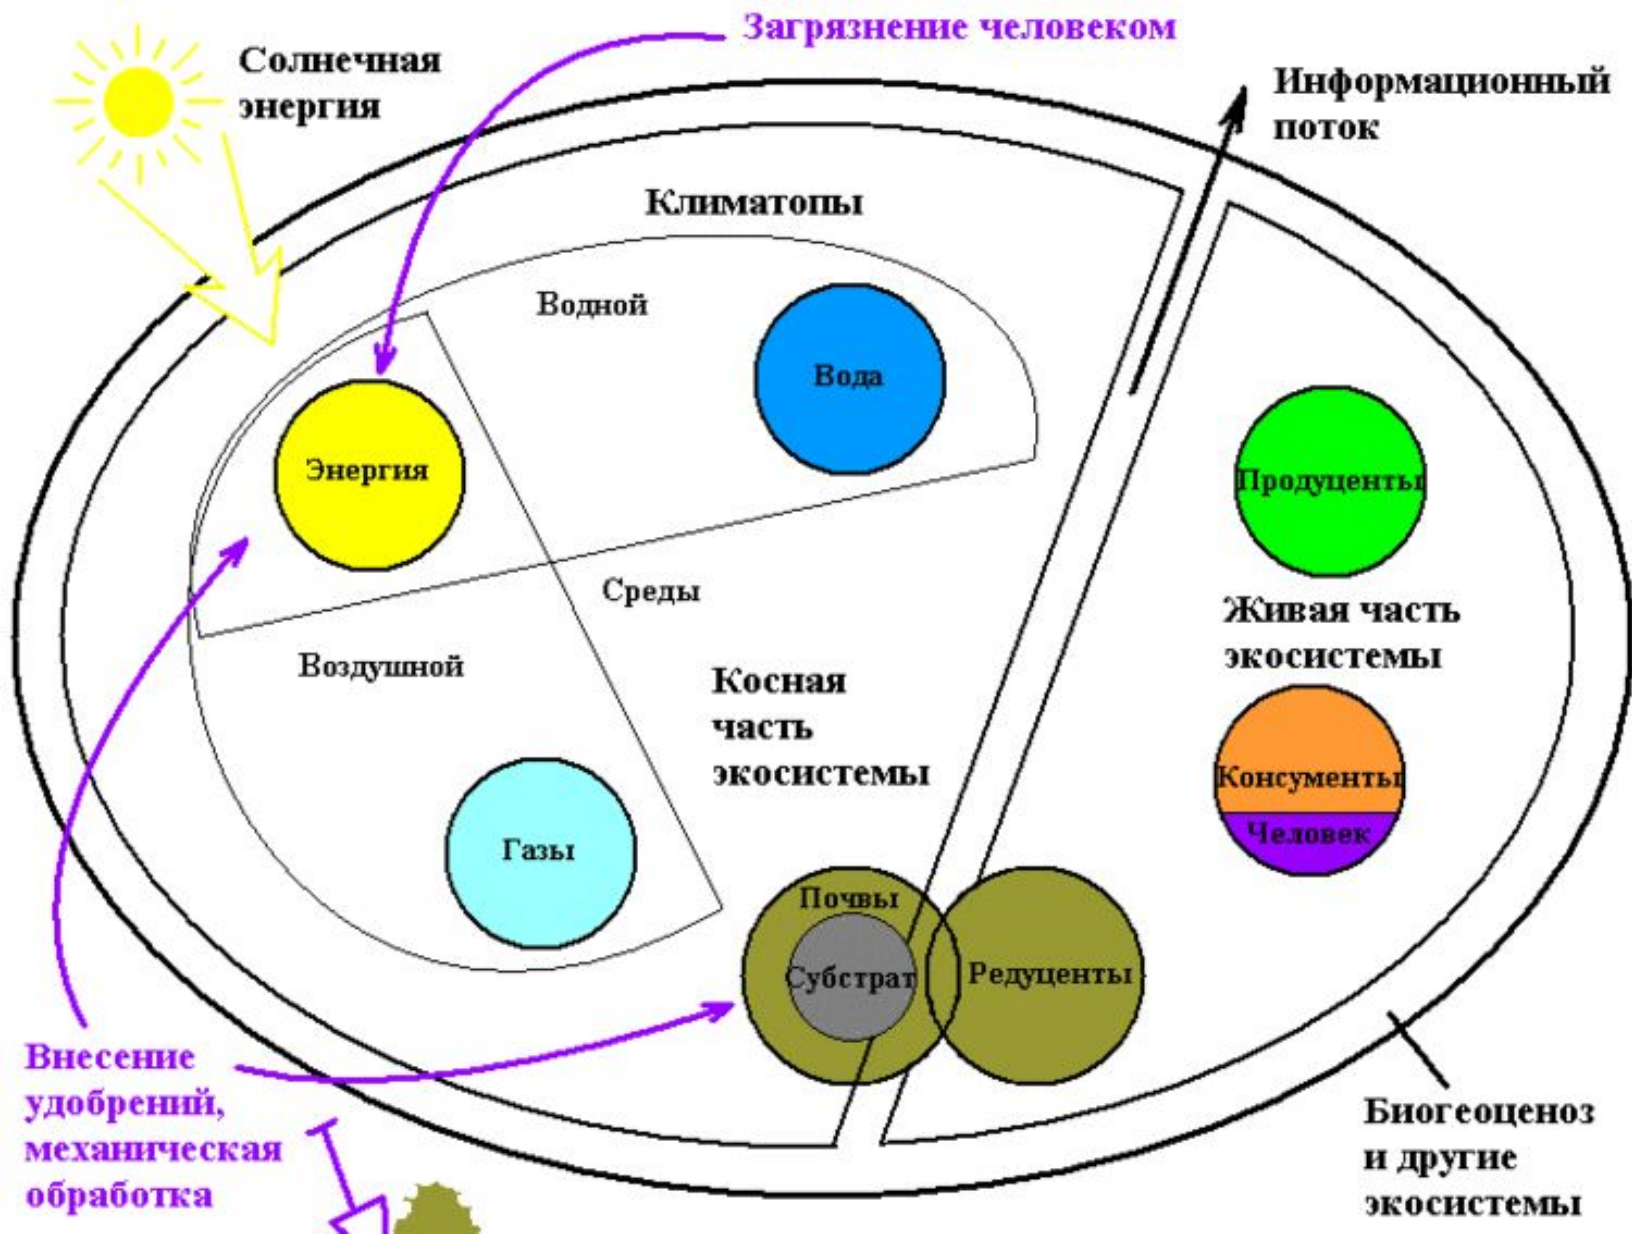 Загрязнение человеком
Солнечная
энергия
Информационный
поток
Климатопы
Водной
Вода
Энергия
Продуценты
Среды
Живая часть
экосистемы
Воздушной
Косная
часть
экосистемы
Консументы
Человек
Газы
Почвы
Субстрат
Редуценты
Внесение
удобрений,
механическая
обработка
Биогеоценоз
и другие
экосистемы